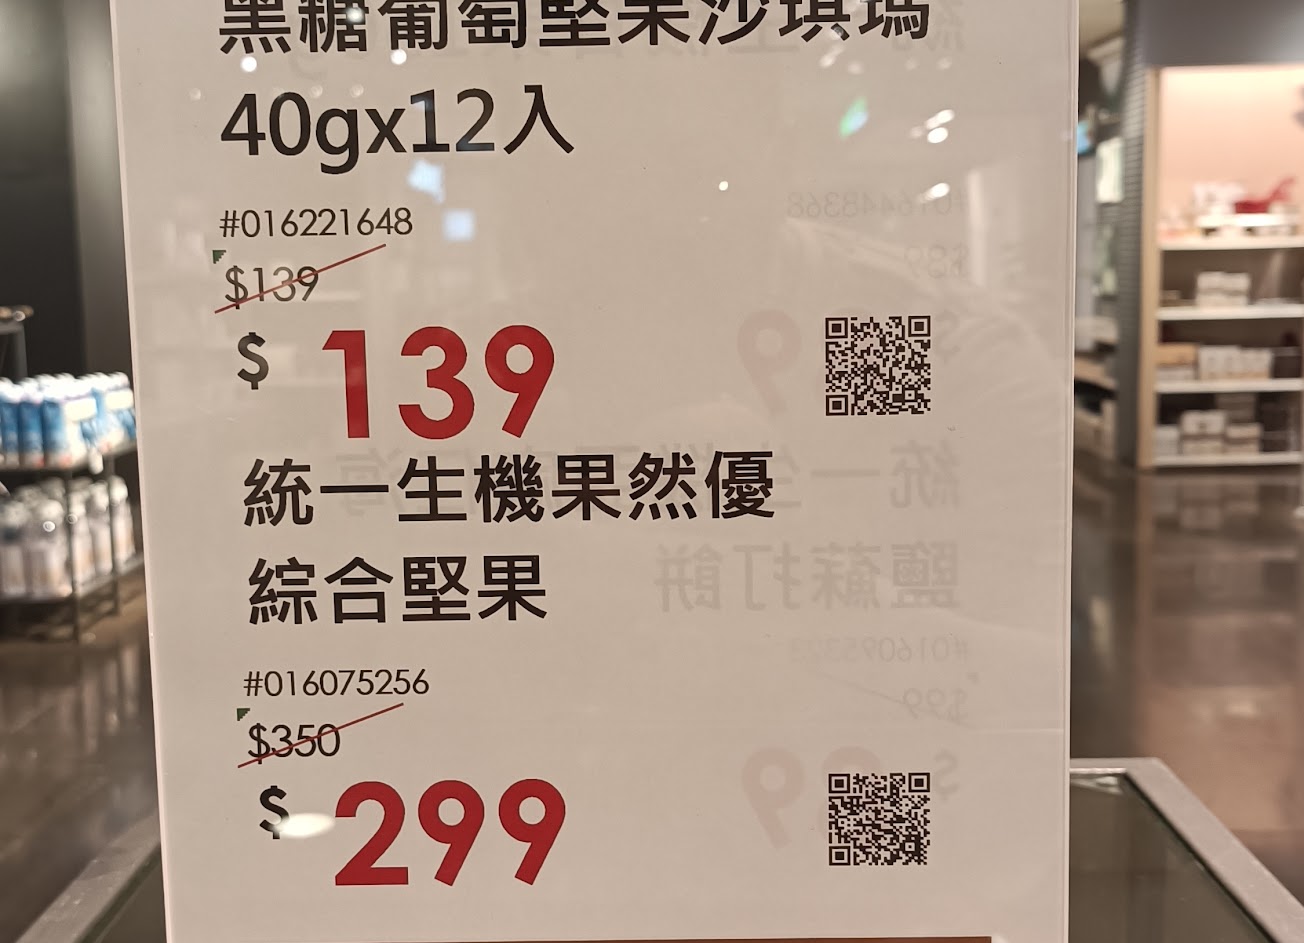 黑糖葡萄堅果沙琪瑪
40gx12入
#016221648
$139
$ 139
統一生機果然優
綜合堅果
#016075256
$350
$ 299